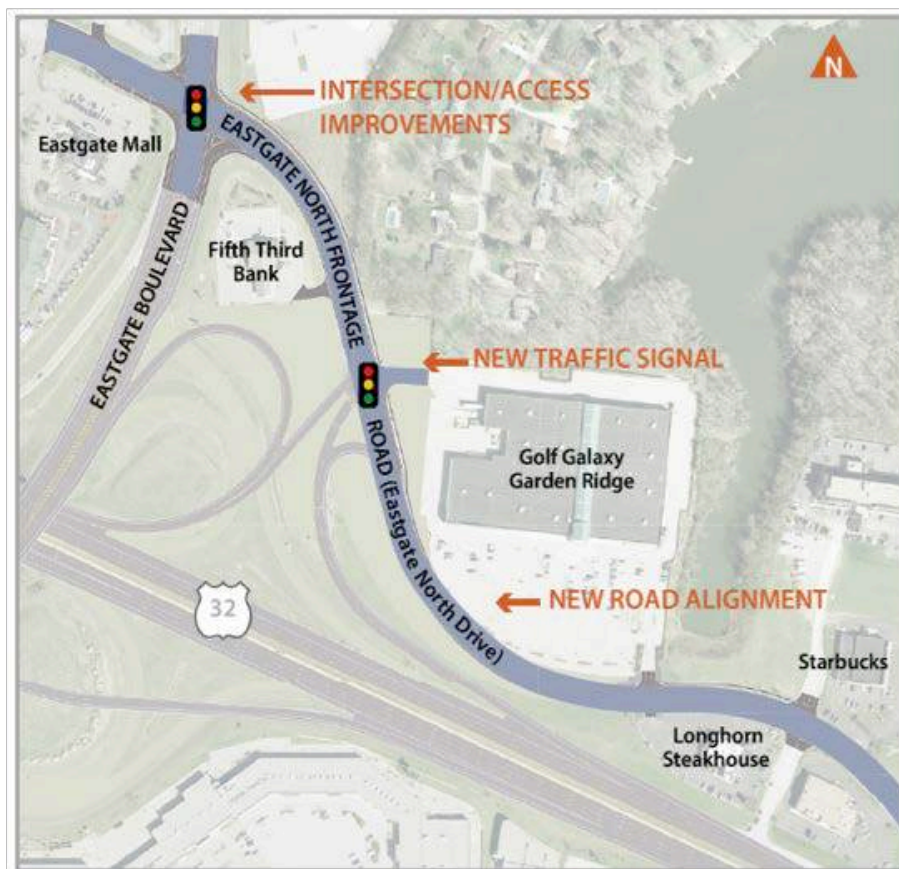 N
INTERSECTION/ACCESS
IMPROVEMENTS
Eastgate Mall
EASTGATE NORTH FRONTAGE
ROAD (Eastgate North Drive)
EASTGATE BOULEVARD
Fifth Third
Bank
NEW TRAFFIC SIGNAL
Golf Galaxy
Garden Ridge
NEW ROAD ALIGNMENT
32
Starbucks
Longhorn
Steakhouse